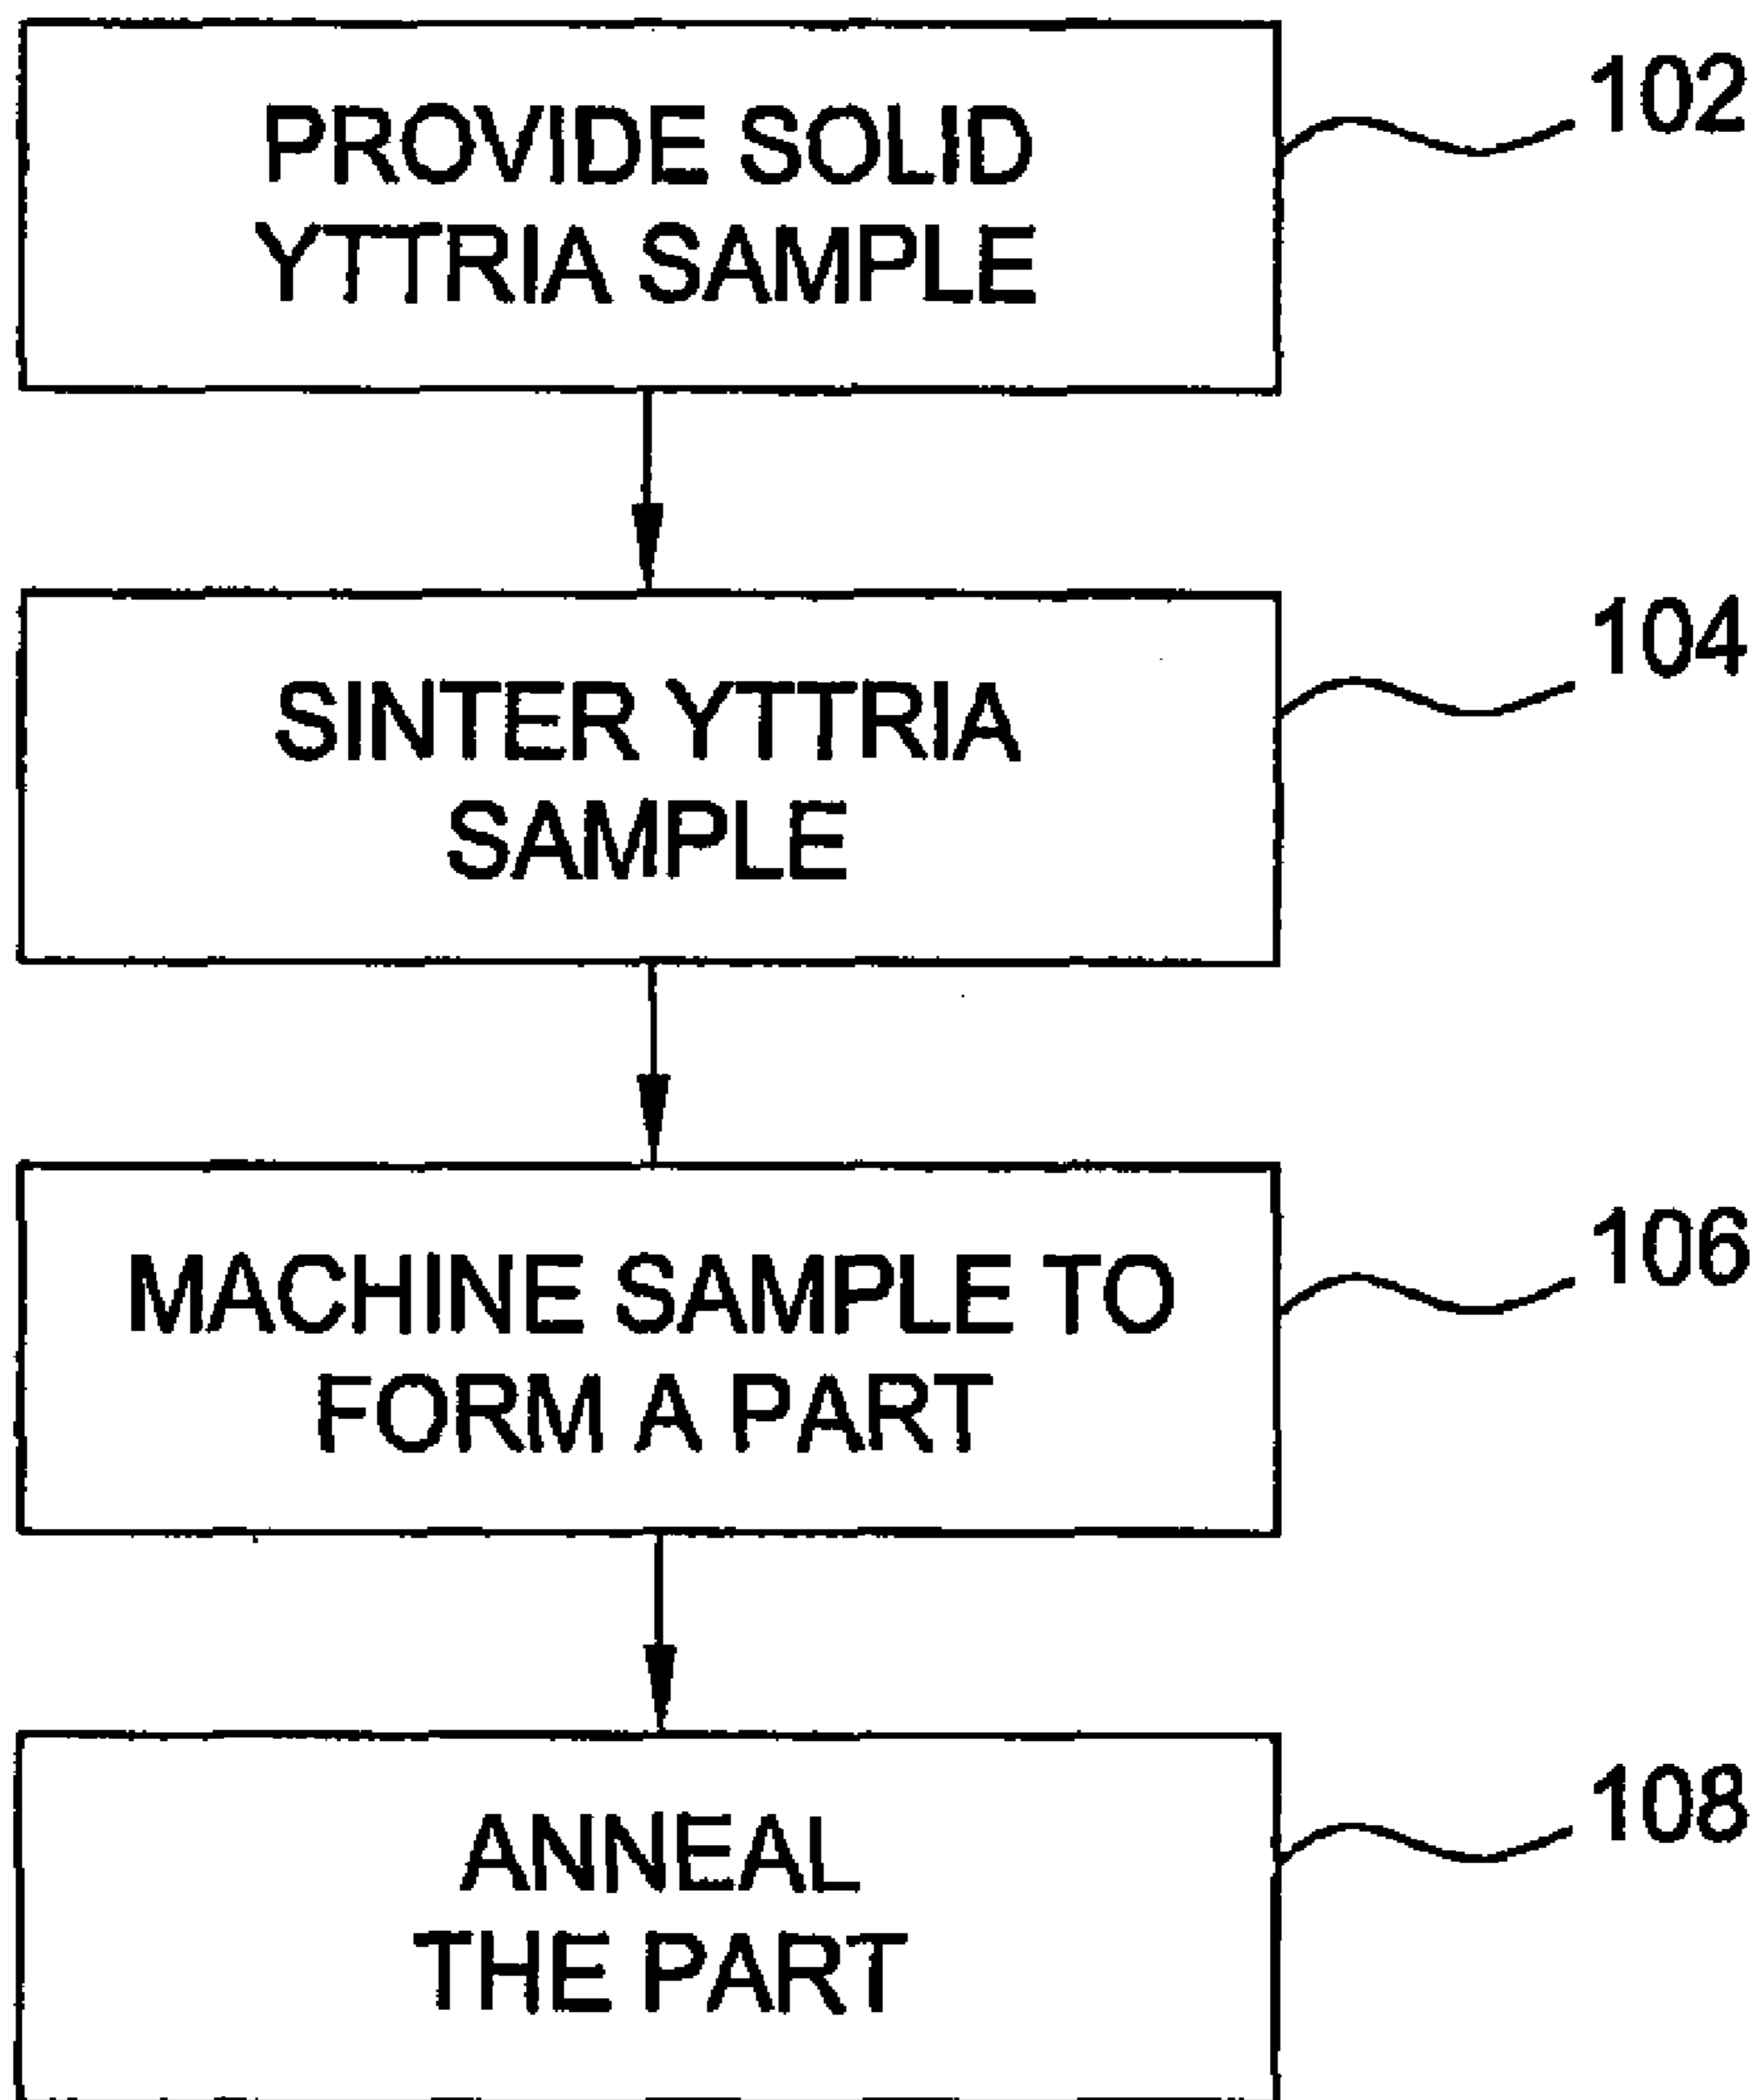 PROVIDE SOLID
YTTRIA SAMPLE
102
SINTER YTTRIA
SAMPLE
104
MACHINE SAMPLE TO
FORM A PART
106
ANNEAL
THE PART
108